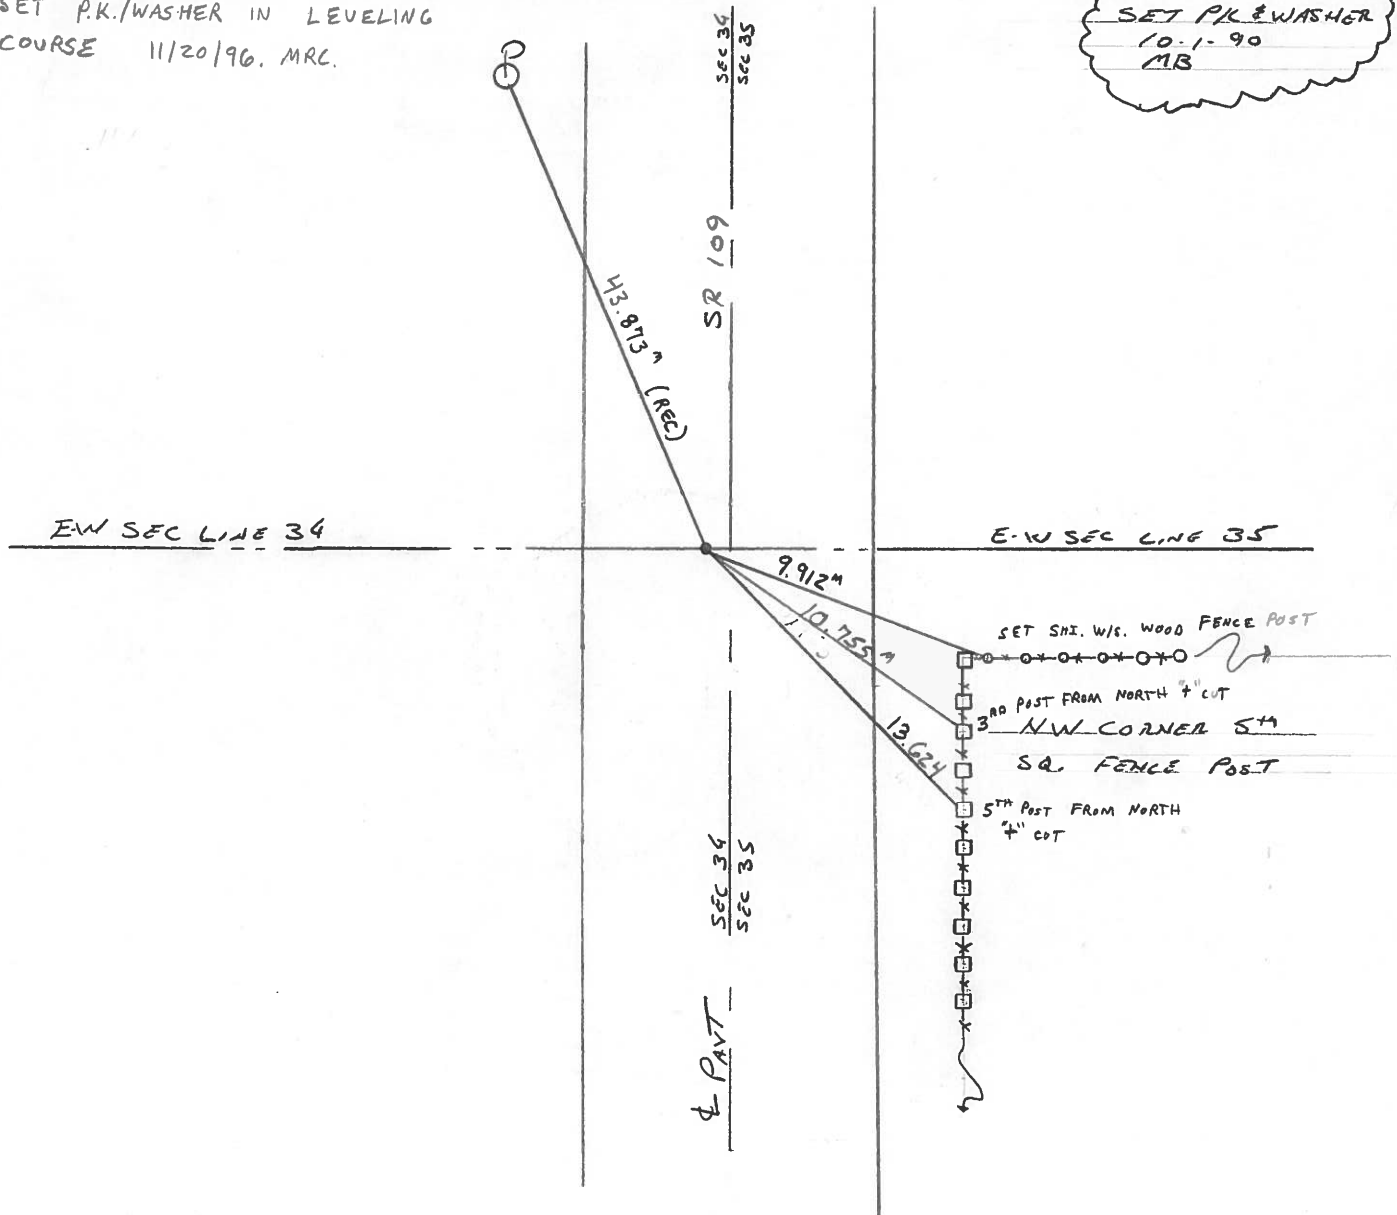 SET P.K./WASHER IN LEVELING
COURSE 11/20/96. MRC.
SET PK & WASHER
10-1-90
MB
P
SEC 34
SEC 35
SR 109
43.873 m (REC)
E-W SEC LINE 34
E-W SEC LINE 35
9.912 m
10.755 m
13.624
SET SHI. W/S. WOOD FENCE POST
3RD POST FROM NORTH "+" CUT
NW CORNER 5TH
SQ. FENCE POST
5TH POST FROM NORTH
"+" CUT
SEC 34
SEC 35
℄ PAVT